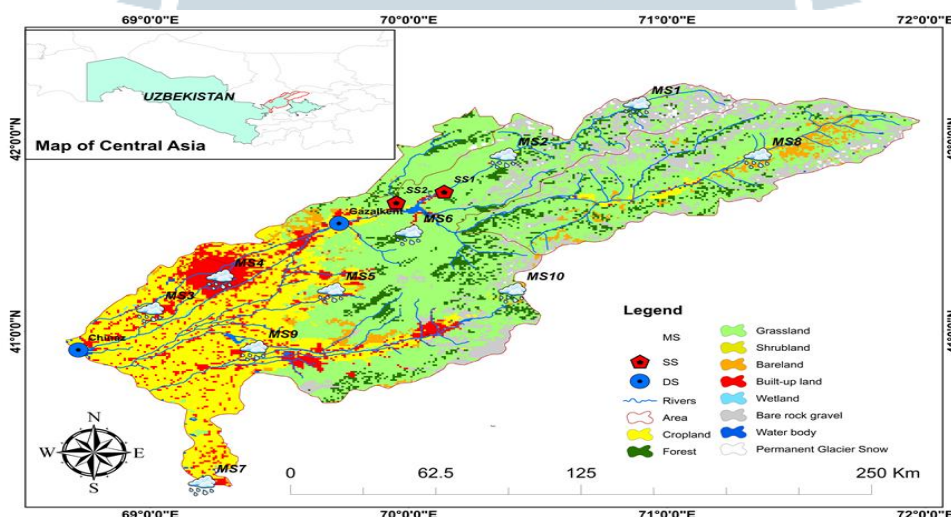 69°0'0"E 70°0'0"E 71°0'0"E 72°0'0"E
UZBEKISTAN
Map of Central Asia
42°0'0"N
41°0'0"N
MS1
MS2
MS8
SS1
SS2
Gazalkent
MS6
MS4
MS5
MS10
MS3
MS9
Chinaz
MS7
Legend
MS
SS
DS
Rivers
Area
Cropland
Forest
Grassland
Shrubland
Bareland
Built-up land
Wetland
Bare rock gravel
Water body
Permanent Glacier Snow
N
W E
S
0 62.5 125 250 Km
69°0'0"E 70°0'0"E 71°0'0"E 72°0'0"E